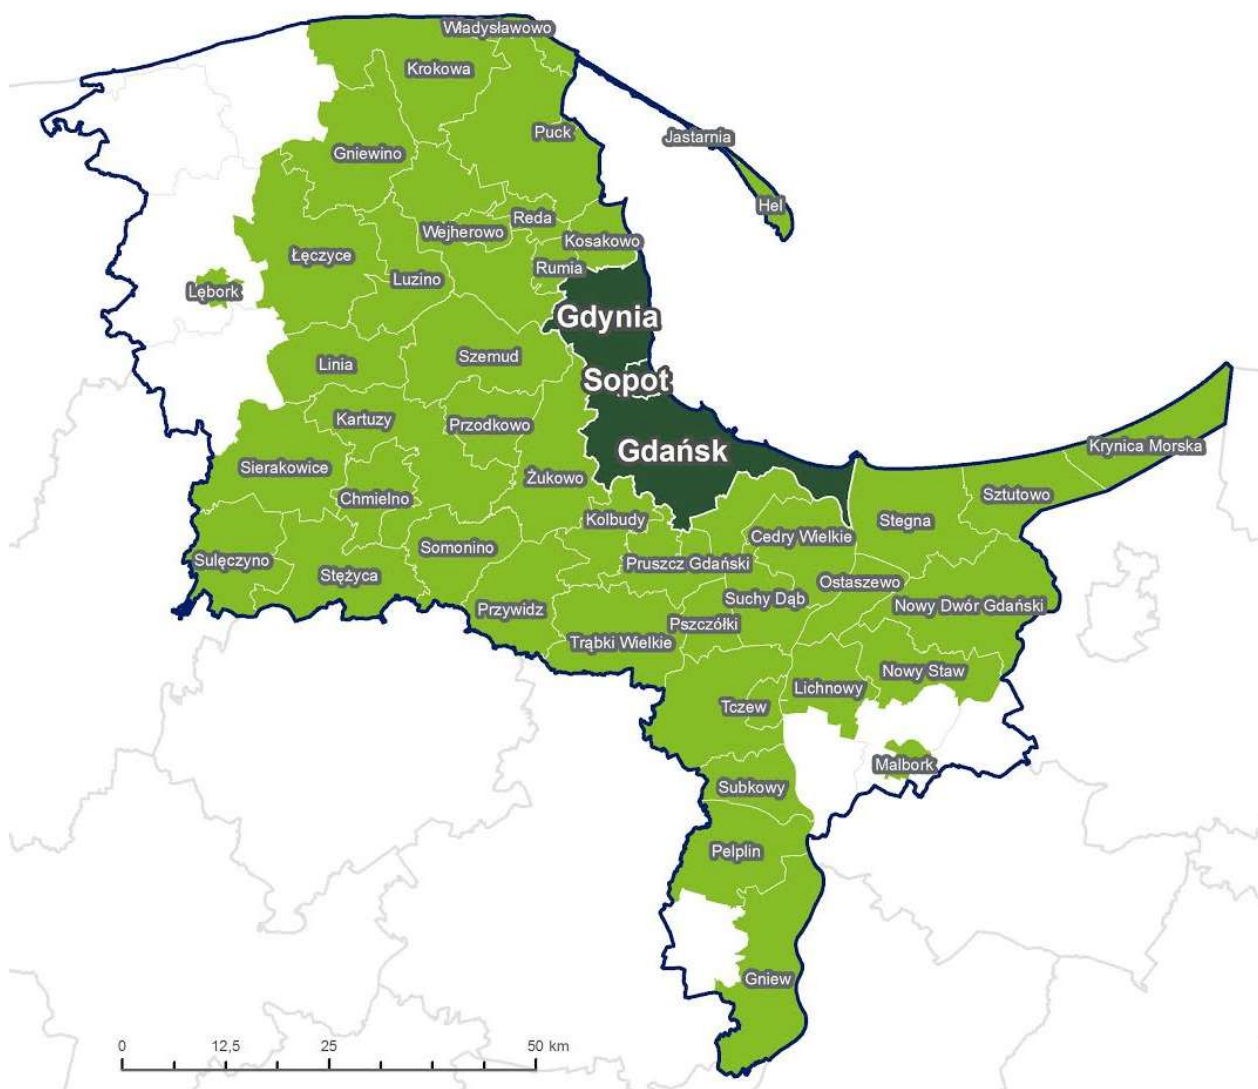 Władysławowo
Krokowa
Puck
Jastarnia
Gniewino
Hel
Reda
Wejherowo
Kosakowo
Łęczyce
Rumia
Luzino
Lębork
Gdynia
Szemud
Linia
Sopot
Kartuzy
Przodkowo
Krynica Morska
Gdańsk
Sierakowice
Żukowo
Chmielno
Sztutowo
Kolbudy
Stegna
Cedry Wielkie
Somonino
Sulęczyno
Pruszcz Gdański
Stężyca
Ostaszewo
Suchy Dąb
Nowy Dwór Gdański
Przywidz
Pszczółki
Trąbki Wielkie
Nowy Staw
Lichnowy
Tczew
Malbork
Subkowy
Pelplin
Gniew
0 12,5 25 50 km